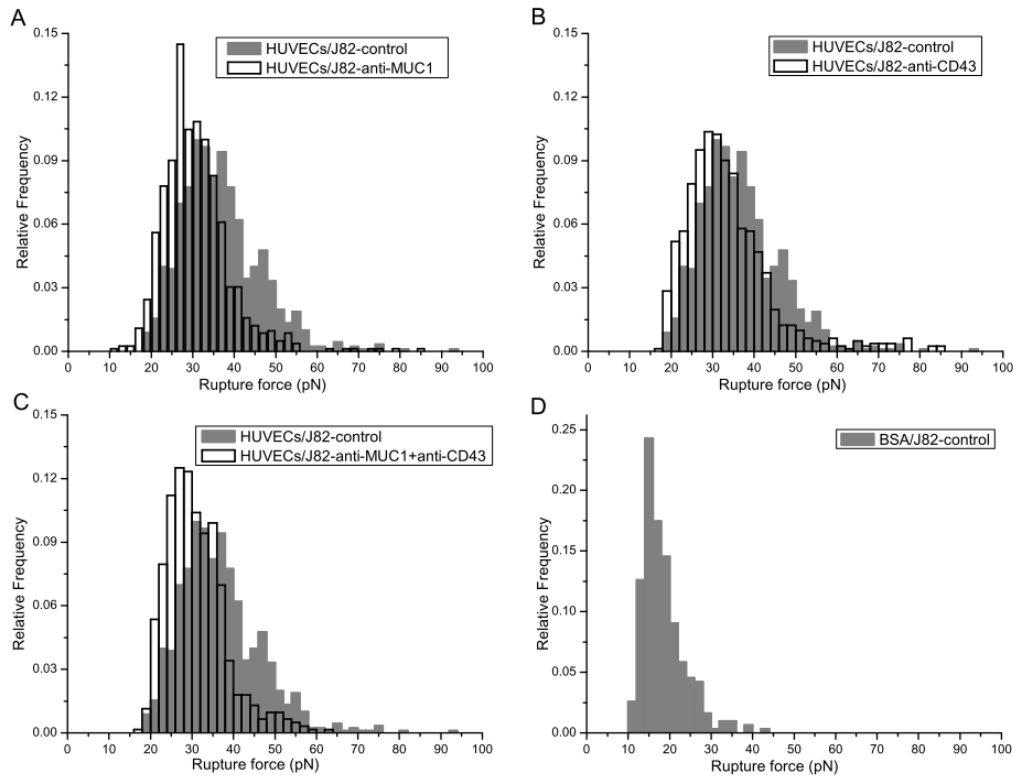 A
HUVECs/J82-control
HUVECs/J82-anti-MUC1
0.15
0.12
0.09
0.06
0.03
0.00
Relative Frequency
0 10 20 30 40 50 60 70 80 90 100
Rupture force (pN)
B
HUVECs/J82-control
HUVECs/J82-anti-CD43
0.15
0.12
0.09
0.06
0.03
0.00
Relative Frequency
0 10 20 30 40 50 60 70 80 90 100
Rupture force (pN)
C
HUVECs/J82-control
HUVECs/J82-anti-MUC1+anti-CD43
0.15
0.12
0.09
0.06
0.03
0.00
Relative Frequency
0 10 20 30 40 50 60 70 80 90 100
Rupture force (pN)
D
BSA/J82-control
0.25
0.20
0.15
0.10
0.05
0.00
Relative Frequency
0 10 20 30 40 50 60 70 80 90 100
Rupture force (pN)